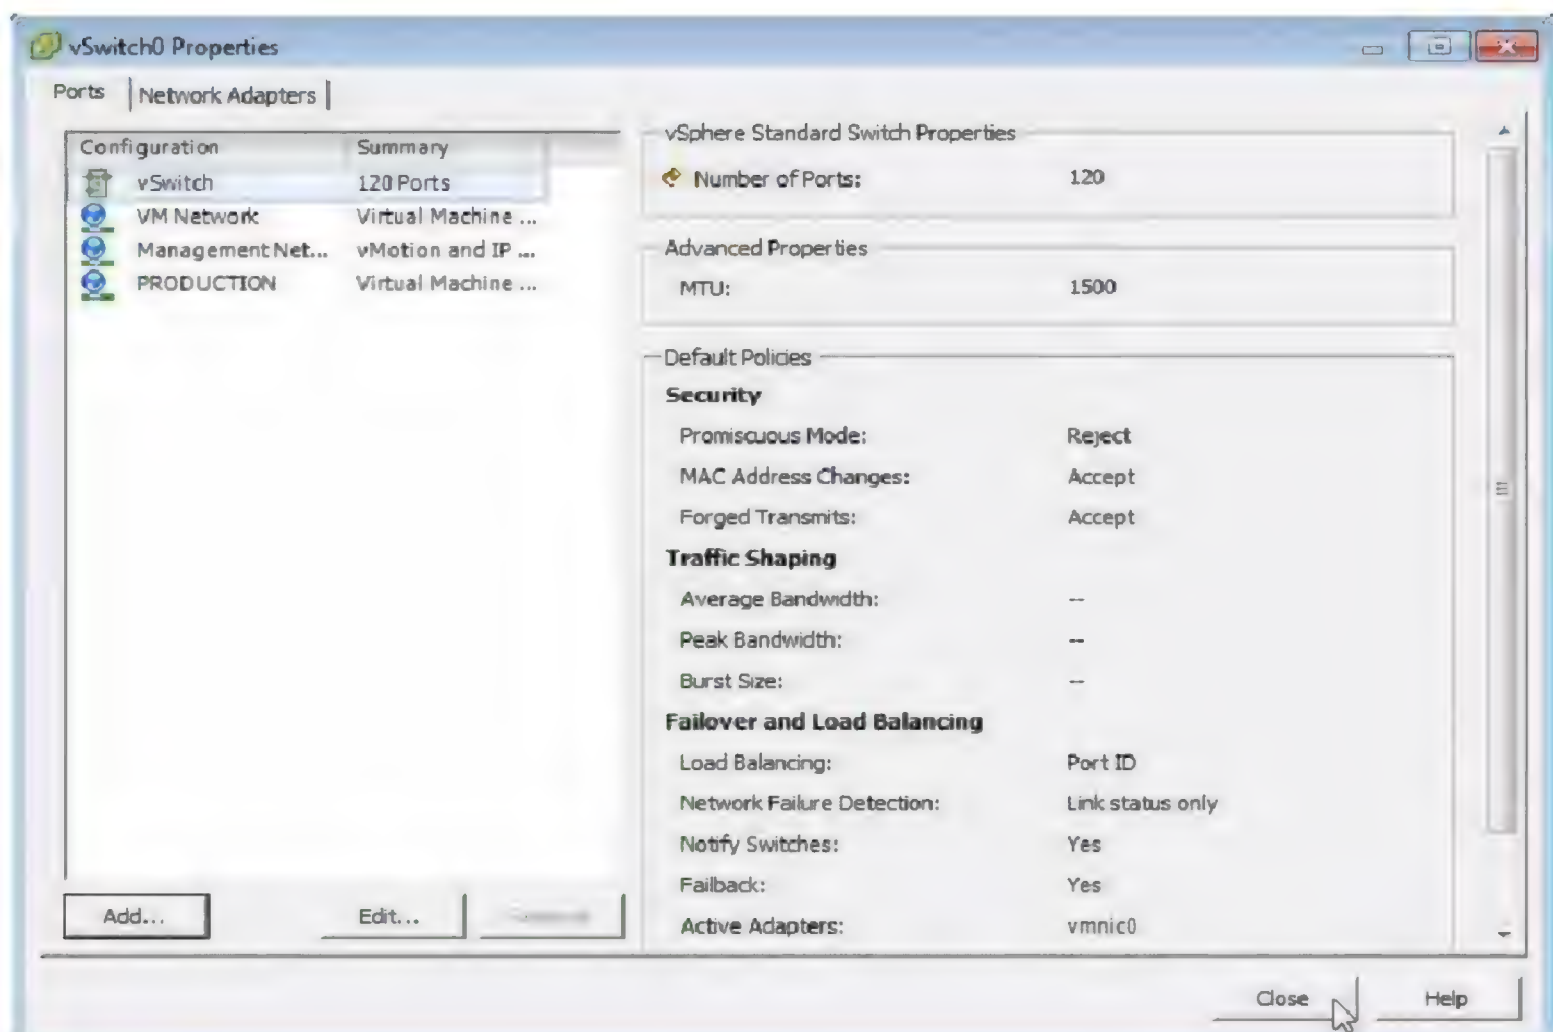 vSwitch0 Properties
Ports
Network Adapters
Configuration Summary
vSwitch 120 Ports
VM Network Virtual Machine ...
Management Net... vMotion and IP ...
PRODUCTION Virtual Machine ...
Add...
Edit...
vSphere Standard Switch Properties
Number of Ports: 120
Advanced Properties
MTU: 1500
Default Policies
Security
Promiscuous Mode: Reject
MAC Address Changes: Accept
Forged Transmits: Accept
Traffic Shaping
Average Bandwidth: --
Peak Bandwidth: --
Burst Size: --
Failover and Load Balancing
Load Balancing: Port ID
Network Failure Detection: Link status only
Notify Switches: Yes
Failback: Yes
Active Adapters: vmnic0
Close
Help